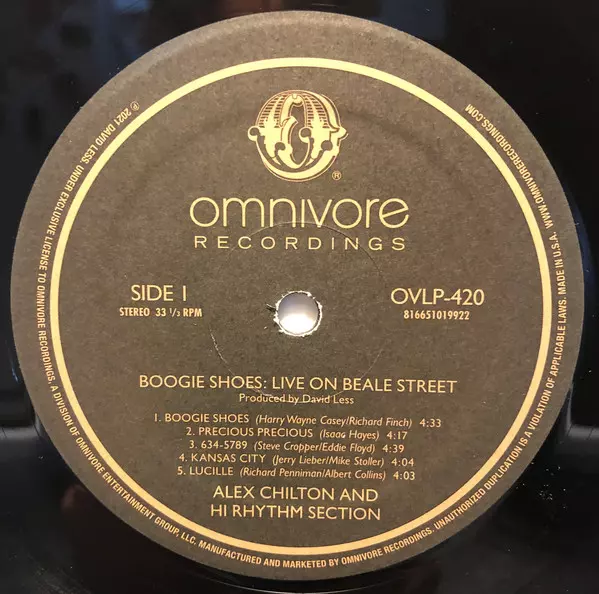 ®
omnivore
RECORDINGS
SIDE 1
STEREO 33 1/3 RPM
OVLP-420
816651019922
BOOGIE SHOES: LIVE ON BEALE STREET
Produced by David Less
1. BOOGIE SHOES (Harry Wayne Casey/Richard Finch) 4:33
2. PRECIOUS PRECIOUS (Isaac Hayes) 4:17
3. 634-5789 (Steve Cropper/Eddie Floyd) 4:39
4. KANSAS CITY (Jerry Lieber/Mike Stoller) 4:04
5. LUCILLE (Richard Penniman/Albert Collins) 4:03
ALEX CHILTON AND
HI RHYTHM SECTION
℗ 2021 DAVID LESS. UNDER EXCLUSIVE LICENSE TO OMNIVORE RECORDINGS, A DIVISION OF OMNIVORE ENTERTAINMENT GROUP, LLC. MANUFACTURED AND MARKETED BY OMNIVORE RECORDINGS. UNAUTHORIZED DUPLICATION IS A VIOLATION OF APPLICABLE LAWS. MADE IN U.S.A. WWW.OMNIVORERECORDINGS.COM